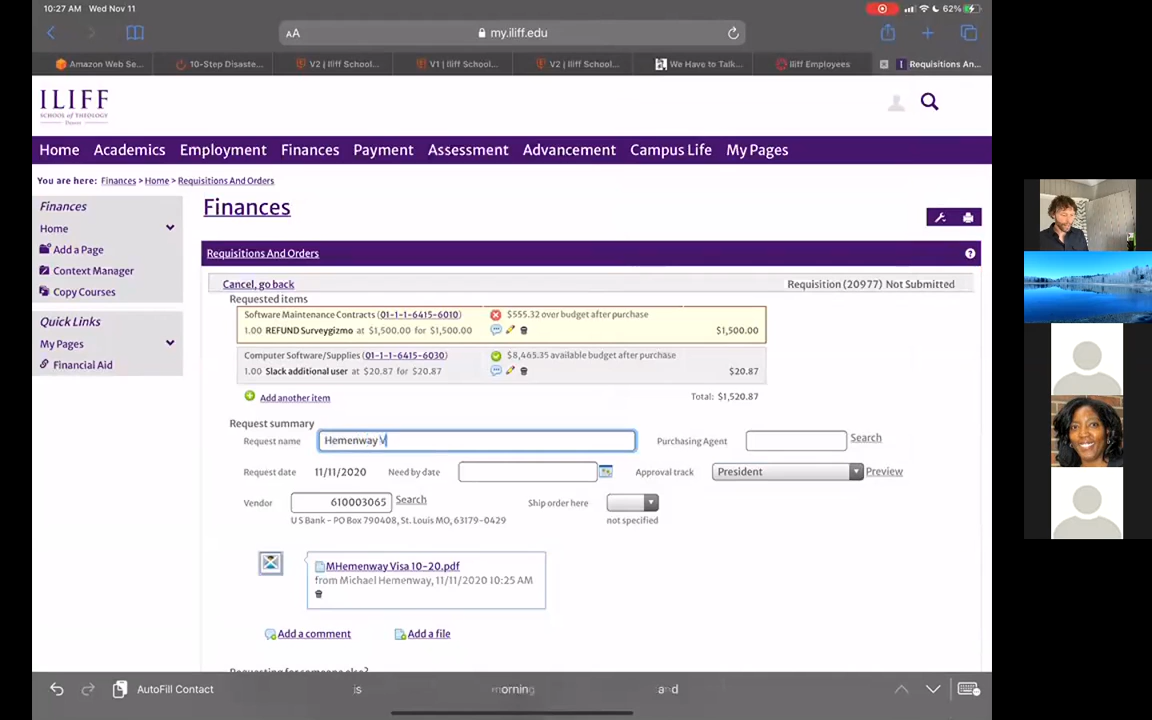 10:27 AM Wed Nov 11
62%
AA
my.iliff.edu
Amazon Web Se...
10-Step Disaste...
V2 | Iliff School...
V1 | Iliff School...
V2 | Iliff School...
We Have to Talk...
Iliff Employees
Requisitions An...
ILIFF
SCHOOL of THEOLOGY
Home Academics Employment Finances Payment Assessment Advancement Campus Life My Pages
You are here: Finances > Home > Requisitions And Orders
Finances
Home
Add a Page
Context Manager
Copy Courses
Quick Links
My Pages
Financial Aid
Finances
Requisitions And Orders
Cancel, go back
Requisition (20977) Not Submitted
Requested items
Software Maintenance Contracts (01-1-1-6415-6010) $555.32 over budget after purchase
1.00 REFUND Surveygizmo at $1,500.00 for $1,500.00 $1,500.00
Computer Software/Supplies (01-1-1-6415-6030) $8,465.35 available budget after purchase
1.00 Slack additional user at $20.87 for $20.87 $20.87
Add another item Total: $1,520.87
Request summary
Request name Hemenway V Purchasing Agent Search
Request date 11/11/2020 Need by date Approval track President Preview
Vendor 610003065 Search Ship order here
U S Bank - PO Box 790408, St. Louis MO, 63179-0429 not specified
MHemenway Visa 10-20.pdf
from Michael Hemenway, 11/11/2020 10:25 AM
Add a comment Add a file
Requesting for someone else?
AutoFill Contact is morning and